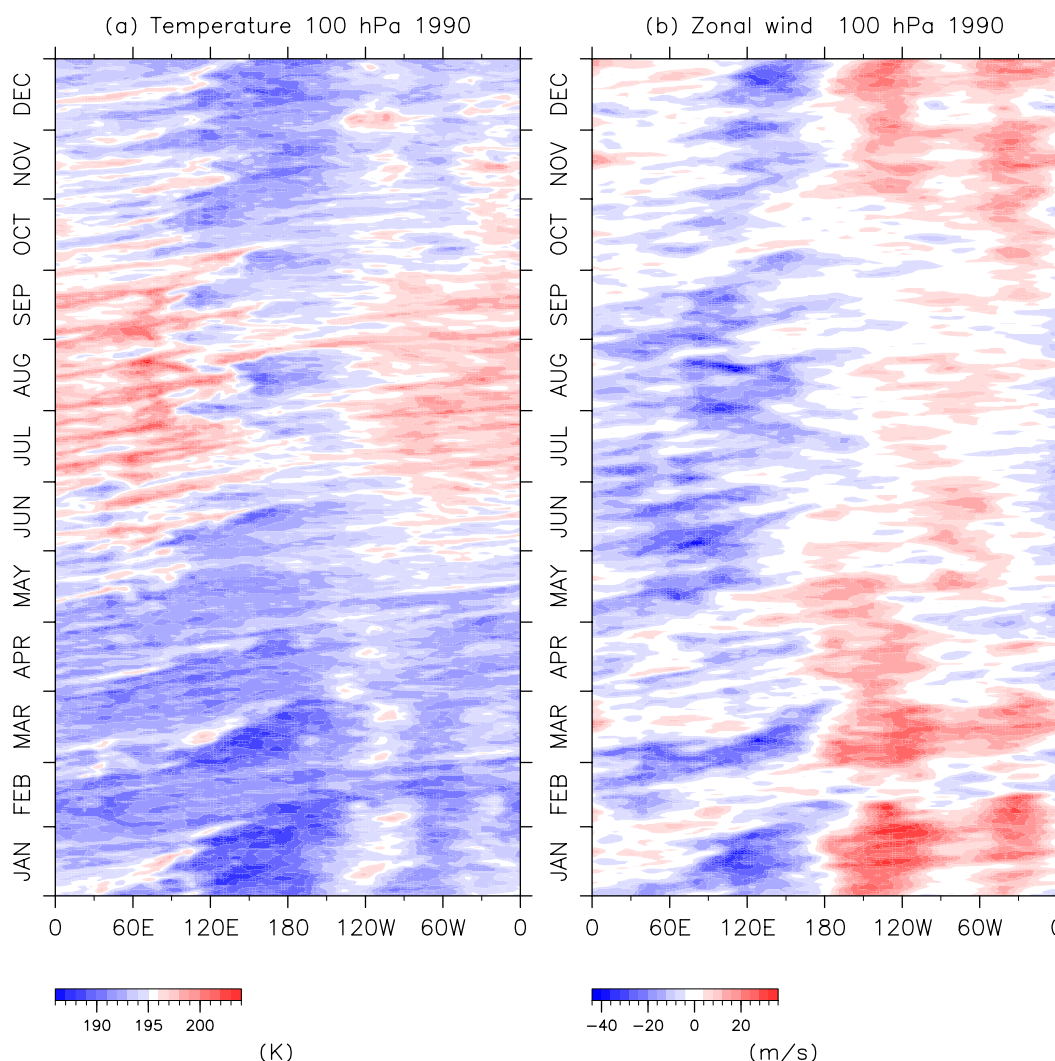 (a) Temperature 100 hPa 1990
(b) Zonal wind 100 hPa 1990
DEC
NOV
OCT
SEP
AUG
JUL
JUN
MAY
APR
MAR
FEB
JAN
DEC
NOV
OCT
SEP
AUG
JUL
JUN
MAY
APR
MAR
FEB
JAN
0 60E 120E 180 120W 60W 0
0 60E 120E 180 120W 60W 0
190 195 200
(K)
−40 −20 0 20
(m/s)